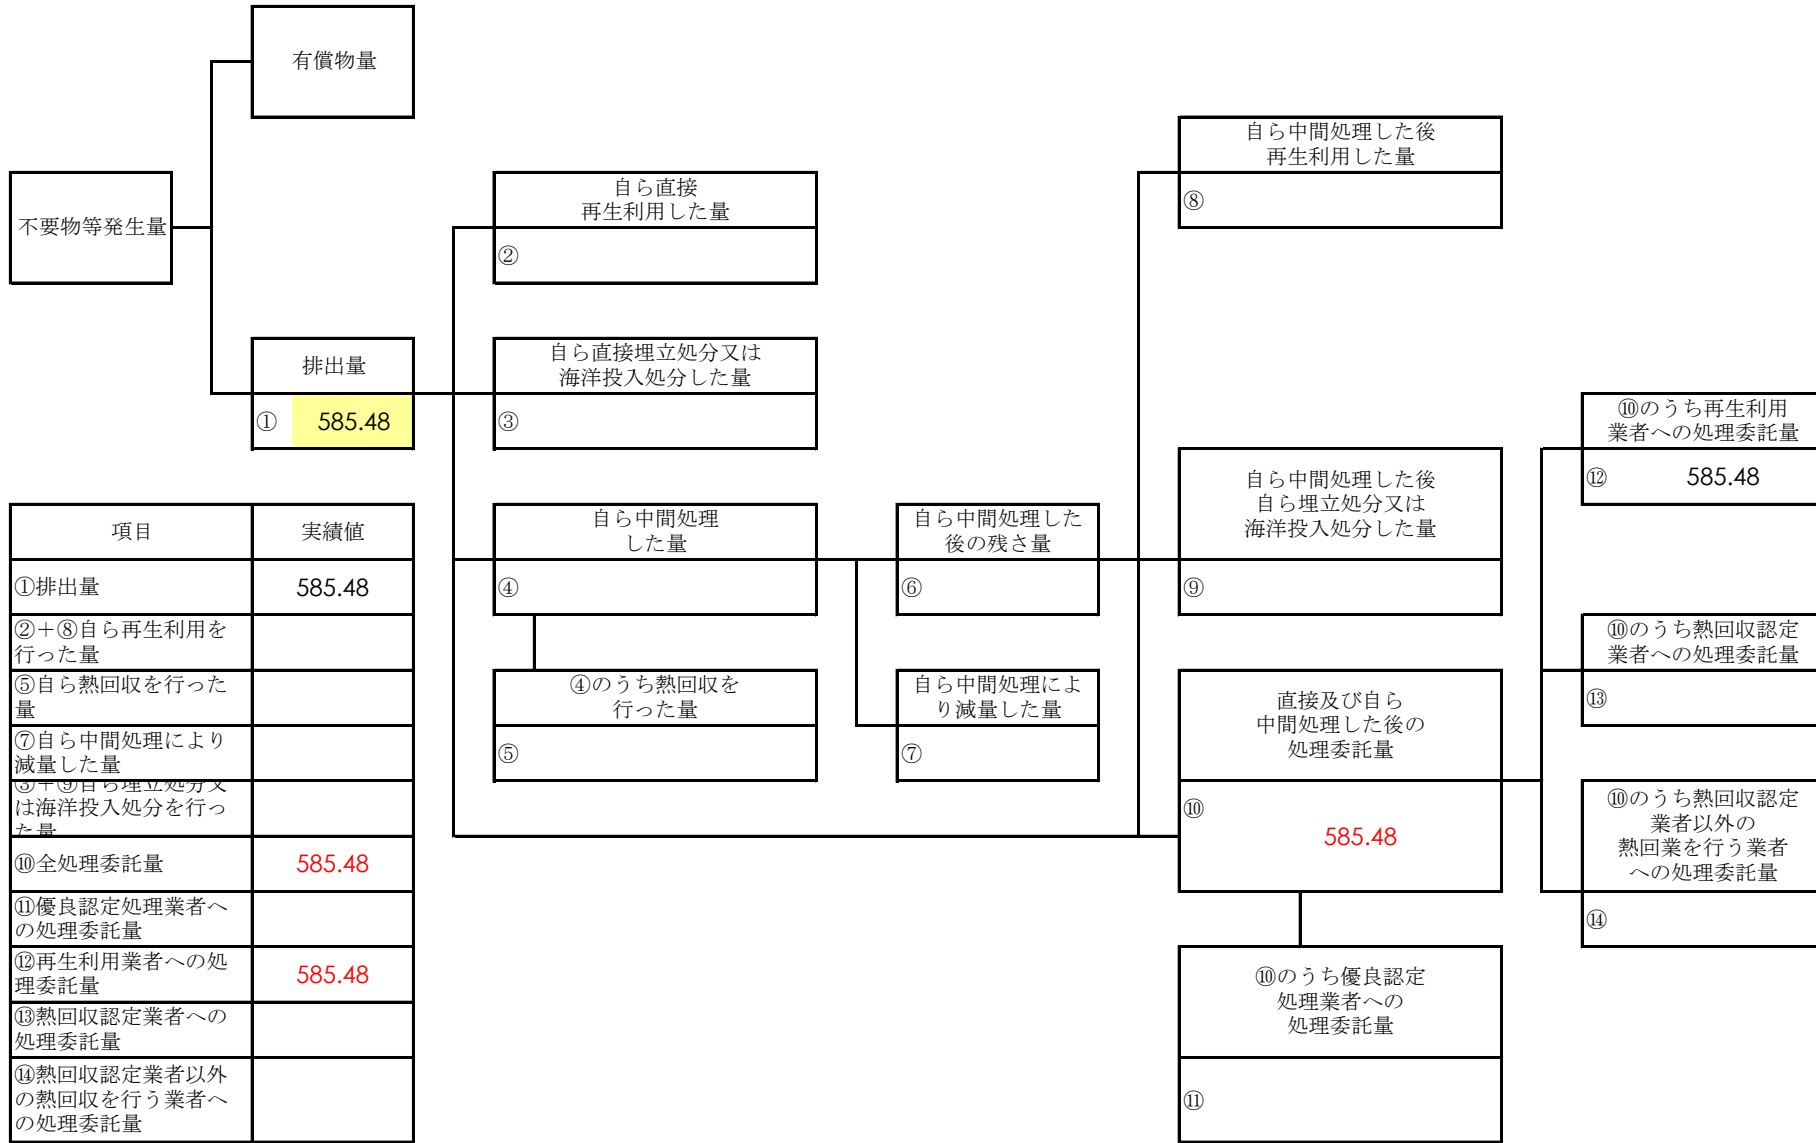 有償物量
不要物等発生量
排出量
① 585.48
自ら直接
再生利用した量
②
自ら直接埋立処分又は
海洋投入処分した量
③
自ら中間処理
した量
④
④のうち熱回収を
行った量
⑤
自ら中間処理した
後の残さ量
⑥
自ら中間処理によ
り減量した量
⑦
自ら中間処理した後
再生利用した量
⑧
自ら中間処理した後
自ら埋立処分又は
海洋投入処分した量
⑨
直接及び自ら
中間処理した後の
処理委託量
⑩
585.48
⑩のうち優良認定
処理業者への
処理委託量
⑪
⑩のうち再生利用
業者への処理委託量
⑫ 585.48
⑩のうち熱回収認定
業者への処理委託量
⑬
⑩のうち熱回収認定
業者以外の
熱回業を行う業者
への処理委託量
⑭
項目 実績値
①排出量 585.48
②+⑧自ら再生利用を
行った量
⑤自ら熱回収を行った
量
⑦自ら中間処理により
減量した量
③+⑨自ら埋立処分又
は海洋投入処分を行っ
た量
⑩全処理委託量 585.48
⑪優良認定処理業者へ
の処理委託量
⑫再生利用業者への処
理委託量 585.48
⑬熱回収認定業者への
処理委託量
⑭熱回収認定業者以外
の熱回収を行う業者へ
の処理委託量